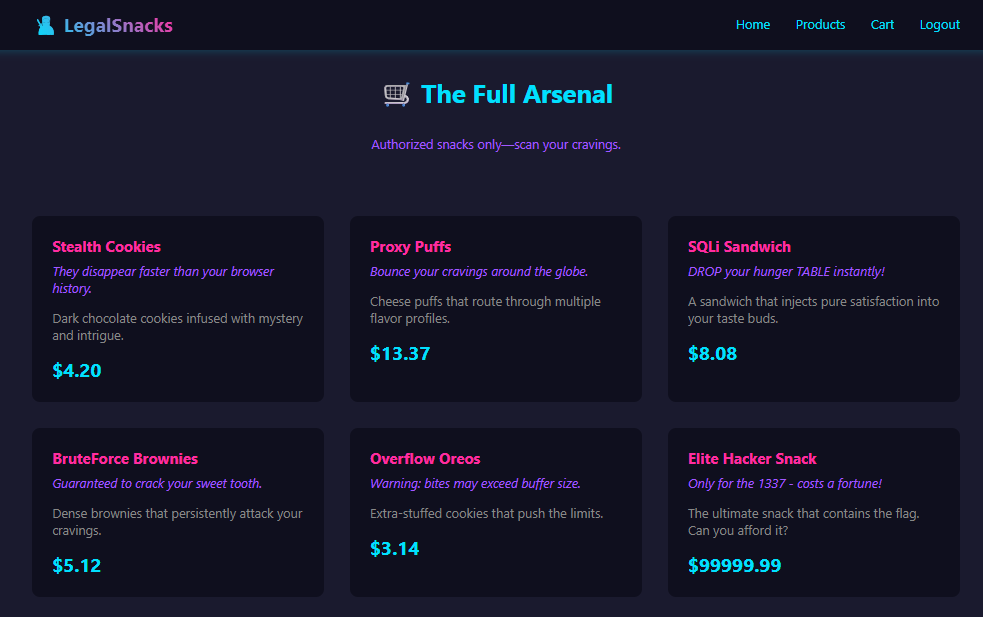 LegalSnacks
Home Products Cart Logout
The Full Arsenal
Authorized snacks only—scan your cravings.
Stealth Cookies
They disappear faster than your browser
history.
Dark chocolate cookies infused with mystery
and intrigue.
$4.20
Proxy Puffs
Bounce your cravings around the globe.
Cheese puffs that route through multiple
flavor profiles.
$13.37
SQLi Sandwich
DROP your hunger TABLE instantly!
A sandwich that injects pure satisfaction into
your taste buds.
$8.08
BruteForce Brownies
Guaranteed to crack your sweet tooth.
Dense brownies that persistently attack your
cravings.
$5.12
Overflow Oreos
Warning: bites may exceed buffer size.
Extra-stuffed cookies that push the limits.
$3.14
Elite Hacker Snack
Only for the 1337 - costs a fortune!
The ultimate snack that contains the flag.
Can you afford it?
$99999.99